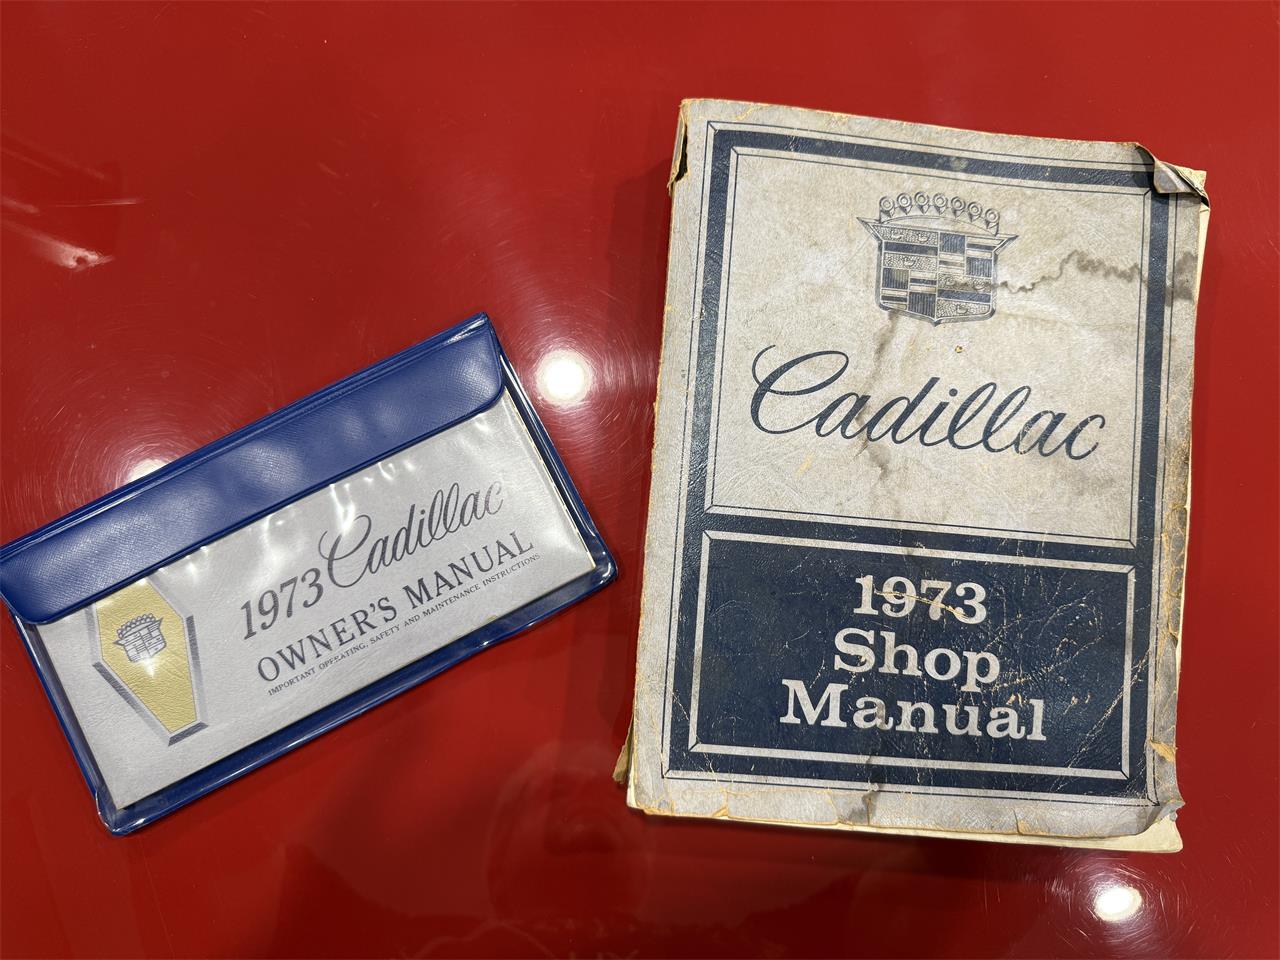 1973 Cadillac
OWNER'S MANUAL
IMPORTANT OPERATING, SAFETY AND MAINTENANCE INSTRUCTIONS
Cadillac
1973
Shop
Manual